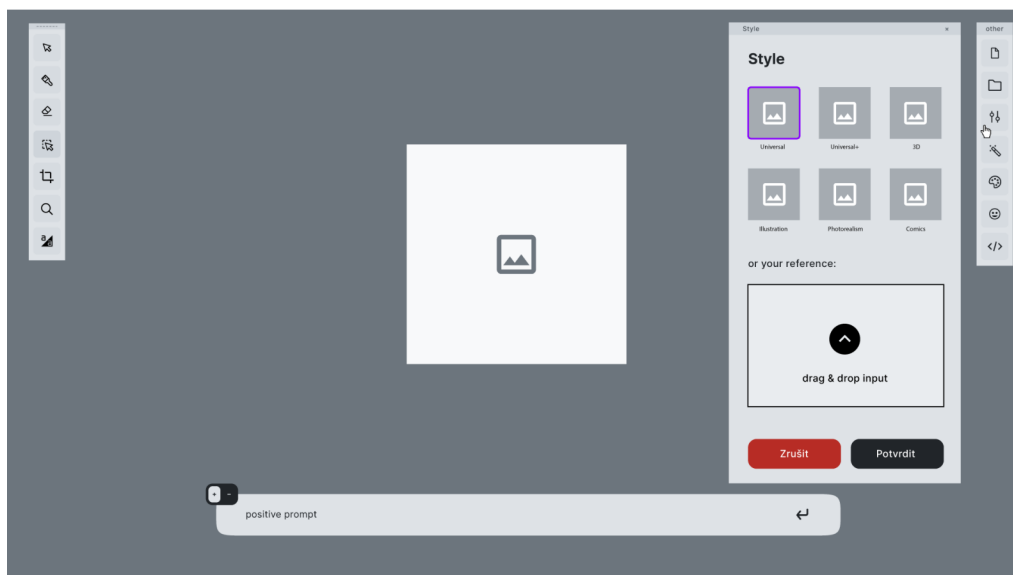 Style
×
other
Style
Universal
Universal+
3D
Illustration
Photorealism
Comics
or your reference:
drag & drop input
Zrušit
Potvrdit
+ -
positive prompt
a
</>